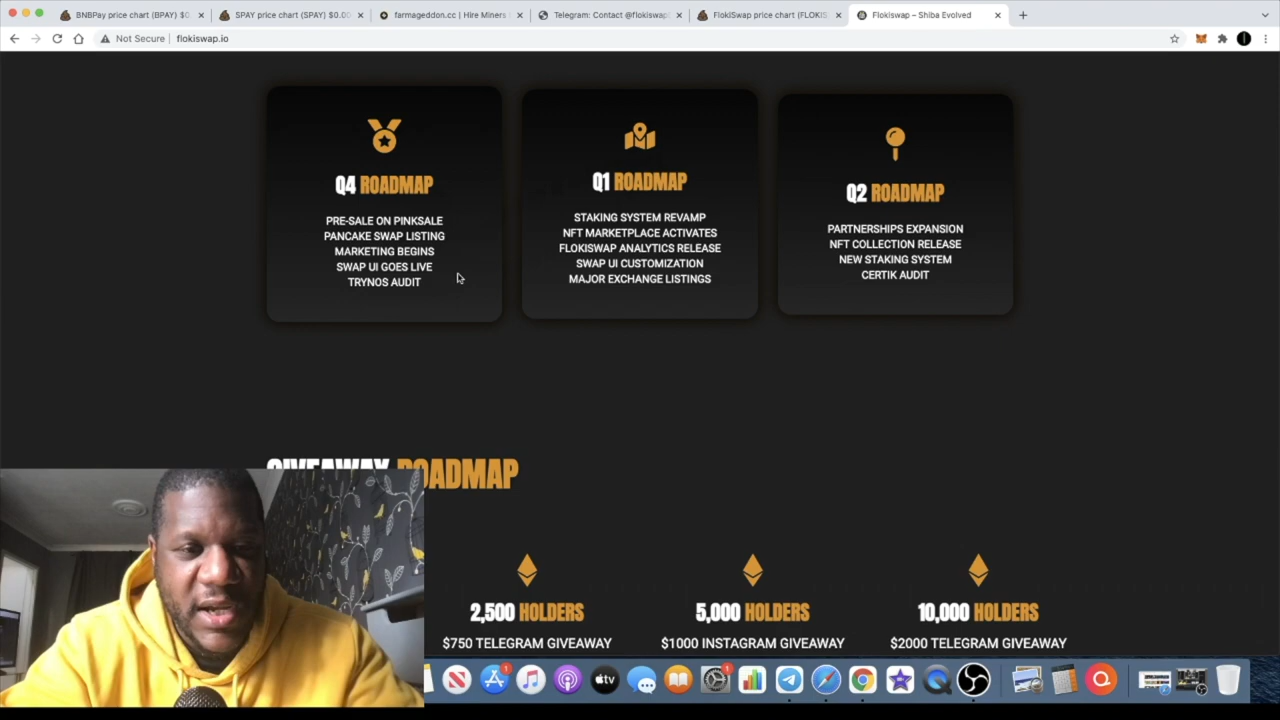 BNBPay price chart (BPAY) $0.
SPAY price chart (SPAY) $0.00
farmageddon.cc | Hire Miners
Telegram: Contact @flokiswap
FlokiSwap price chart (FLOKIS
Flokiswap – Shiba Evolved
Not Secure
flokiswap.io
Q4 ROADMAP
PRE-SALE ON PINKSALE
PANCAKE SWAP LISTING
MARKETING BEGINS
SWAP UI GOES LIVE
TRYNOS AUDIT
Q1 ROADMAP
STAKING SYSTEM REVAMP
NFT MARKETPLACE ACTIVATES
FLOKISWAP ANALYTICS RELEASE
SWAP UI CUSTOMIZATION
MAJOR EXCHANGE LISTINGS
Q2 ROADMAP
PARTNERSHIPS EXPANSION
NFT COLLECTION RELEASE
NEW STAKING SYSTEM
CERTIK AUDIT
GIVEAWAY ROADMAP
2,500 HOLDERS
$750 TELEGRAM GIVEAWAY
5,000 HOLDERS
$1000 INSTAGRAM GIVEAWAY
10,000 HOLDERS
$2000 TELEGRAM GIVEAWAY
1
tv
1